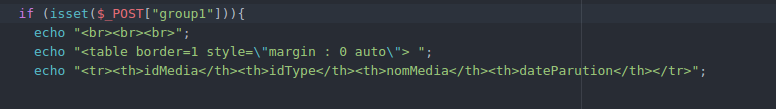 if (isset($_POST["group1"])){
echo "<br><br><br>";
echo "<table border=1 style=\"margin : 0 auto\"> ";
echo "<tr><th>idMedia</th><th>idType</th><th>nomMedia</th><th>dateParution</th></tr>";